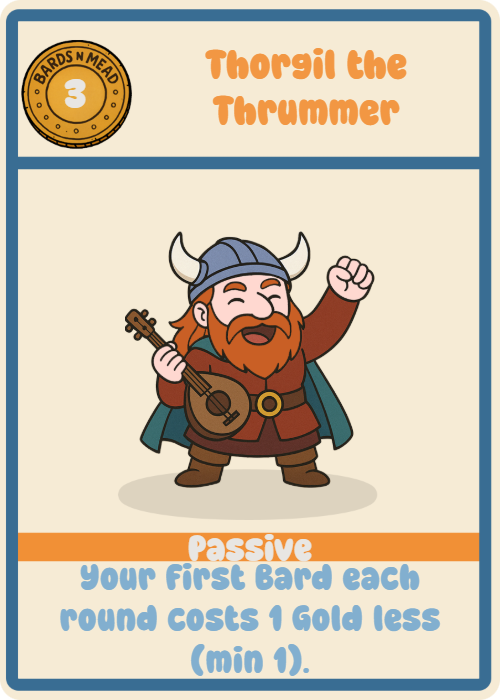 BARDS N MEAD
3
Thorgil the
Thrummer
Passive
Your First Bard each
round costs 1 Gold less
(min 1).